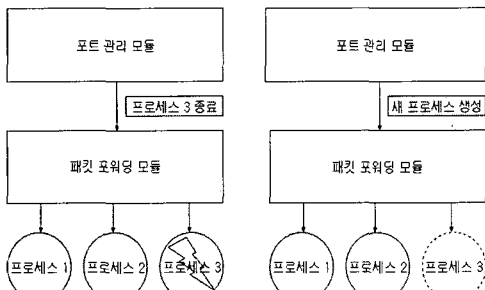 포트 관리 모듈
포트 관리 모듈
프로세스 3 종료
새 프로세스 생성
패킷 포워딩 모듈
패킷 포워딩 모듈
프로세스 1
프로세스 2
프로세스 3
프로세스 1
프로세스 2
프로세스 3